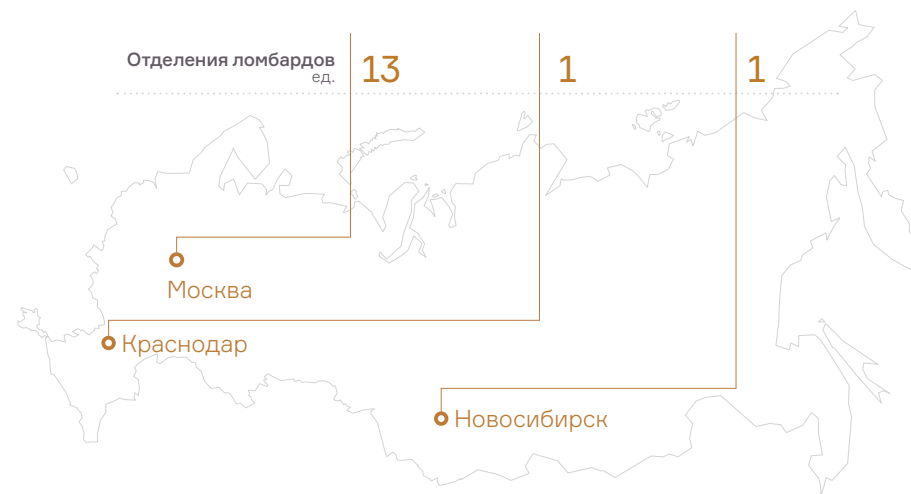 Отделения ломбардов
ед.
13
1
1
Москва
Краснодар
Новосибирск